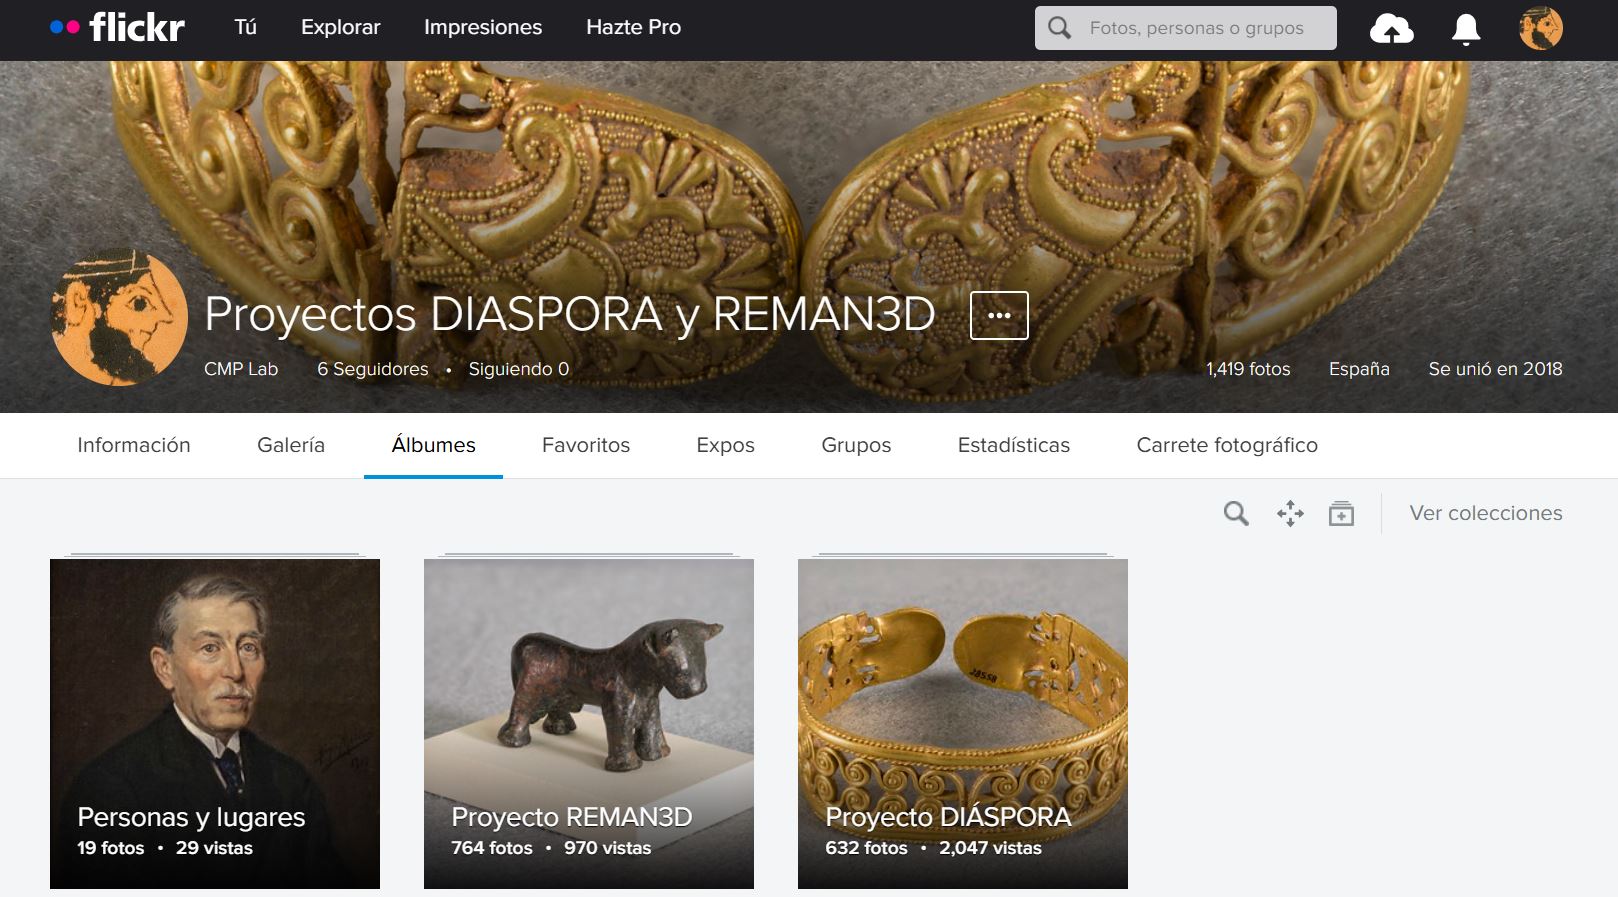 flickr
Tú
Explorar
Impresiones
Hazte Pro
Fotos, personas o grupos
Proyectos DIASPORA y REMAN3D
•••
CMP Lab
6 Seguidores • Siguiendo 0
1,419 fotos
España
Se unió en 2018
Información
Galería
Álbumes
Favoritos
Expos
Grupos
Estadísticas
Carrete fotográfico
Ver colecciones
Personas y lugares
19 fotos • 29 vistas
Proyecto REMAN3D
764 fotos • 970 vistas
Proyecto DIÁSPORA
632 fotos • 2,047 vistas